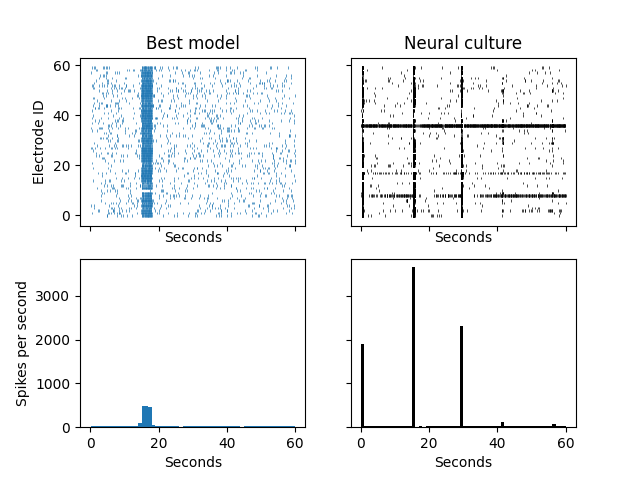 Best model
Neural culture
Electrode ID
60
40
20
0
Seconds
Seconds
Spikes per second
3000
2000
1000
0
0 20 40 60
0 20 40 60
Seconds
Seconds